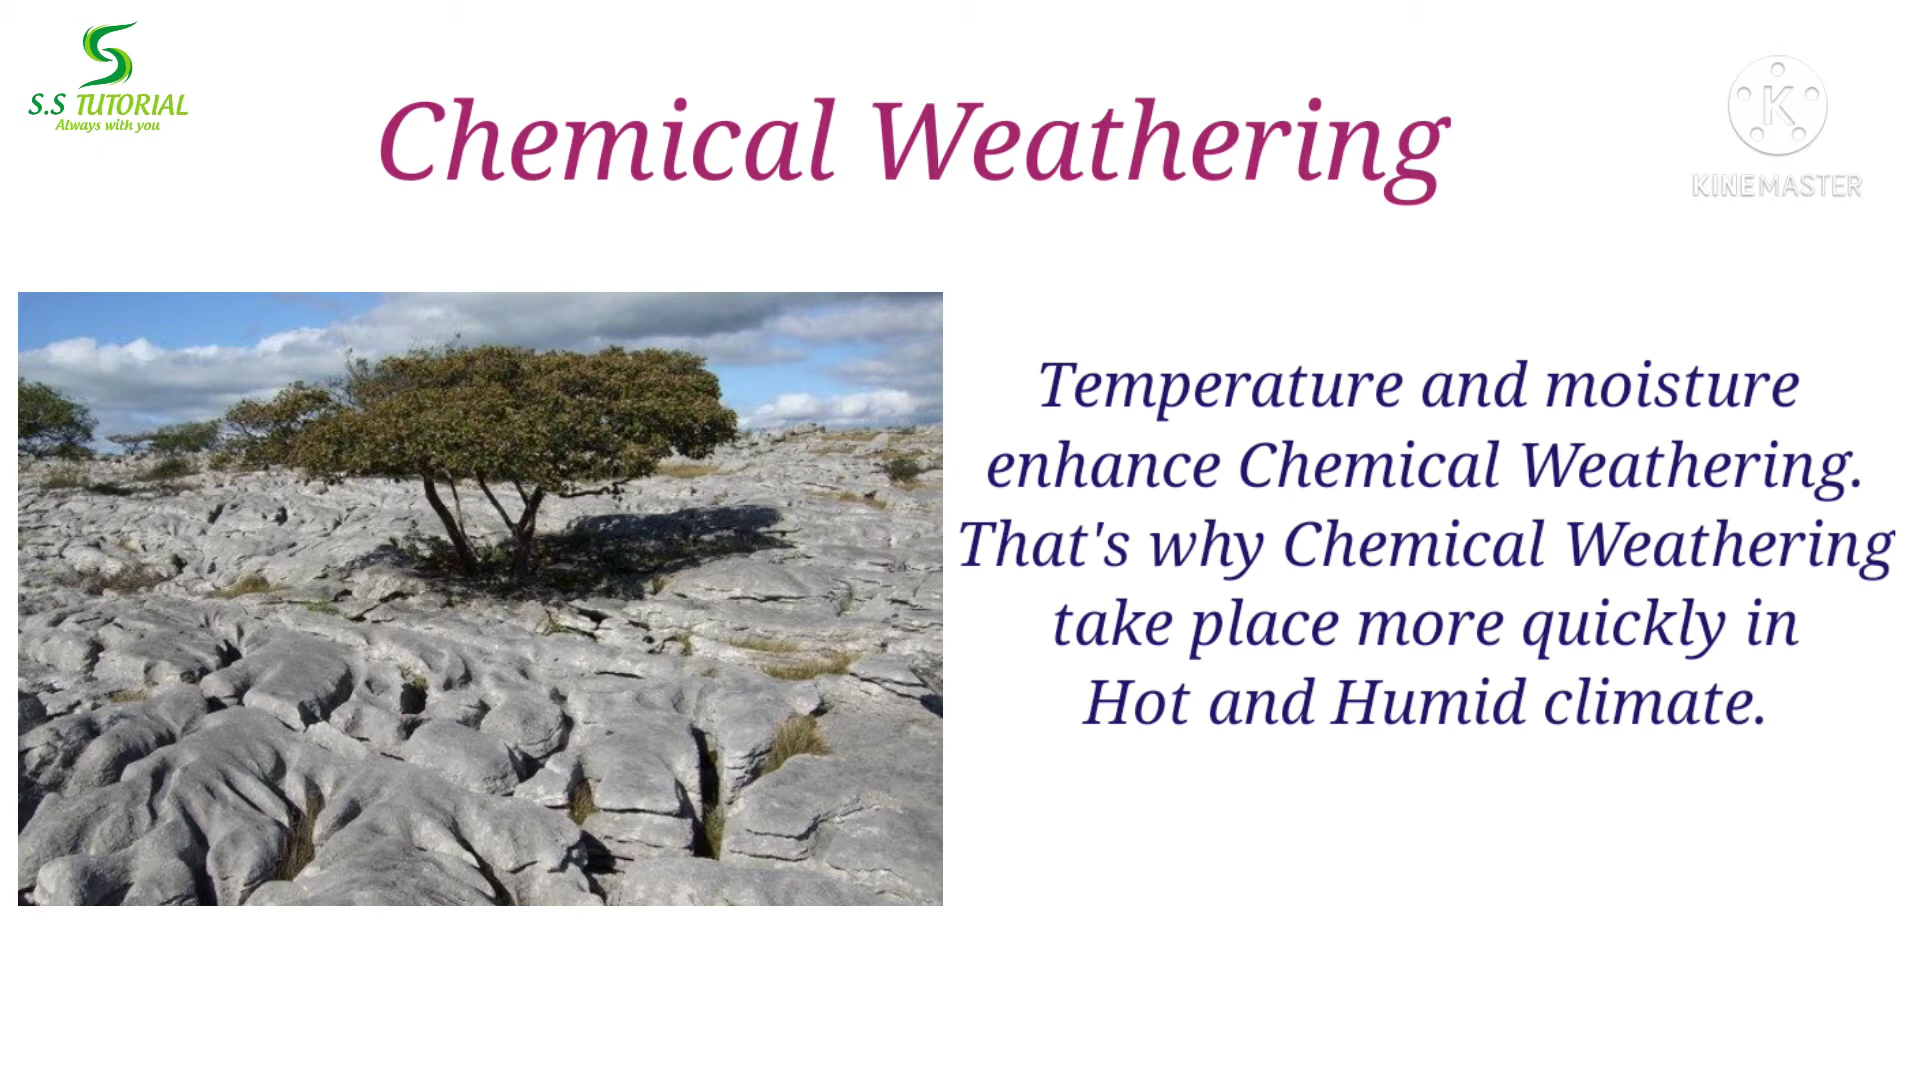 S.S TUTORIAL
Always with you
Chemical Weathering
K
KINEMASTER
Temperature and moisture
enhance Chemical Weathering.
That's why Chemical Weathering
take place more quickly in
Hot and Humid climate.